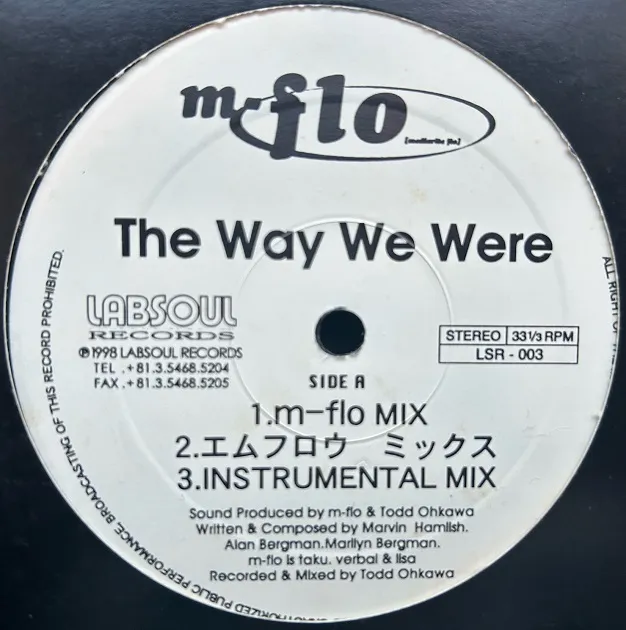 m-flo
[meteorite flo]
The Way We Were
LABSOUL
RECORDS
℗1998 LABSOUL RECORDS
TEL .+81.3.5468.5204
FAX .+81.3.5468.5205
STEREO 33 1/3 RPM
LSR - 003
SIDE A
1.m-flo MIX
2.エムフロウ ミックス
3.INSTRUMENTAL MIX
Sound Produced by m-flo & Todd Ohkawa
Written & Composed by Marvin Hamlish.
Alan Bergman.Marilyn Bergman.
m-flo is taku. verbal & lisa
Recorded & Mixed by Todd Ohkawa
ALL RIGHT OF
PUBLIC PERFORMANCE, BROADCASTING OF THIS RECORD PROHIBITED.